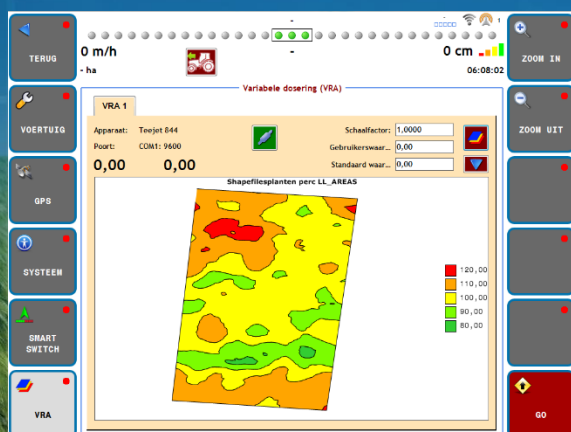 TERUG
VOERTUIG
GPS
SYSTEEM
SMART
SWITCH
VRA
-
0 m/h
-
0 cm
1
- ha
06:08:02
Variabele dosering (VRA)
VRA 1
Apparaat: Teejet 844
Poort: COM1: 9600
0,00 0,00
Schaalfactor: 1,0000
Gebruikerswaar... 0,00
Standaard waar... 0,00
Shapefilesplanten perc LL_AREAS
120,00
110,00
100,00
90,00
80,00
ZOOM IN
ZOOM UIT
GO